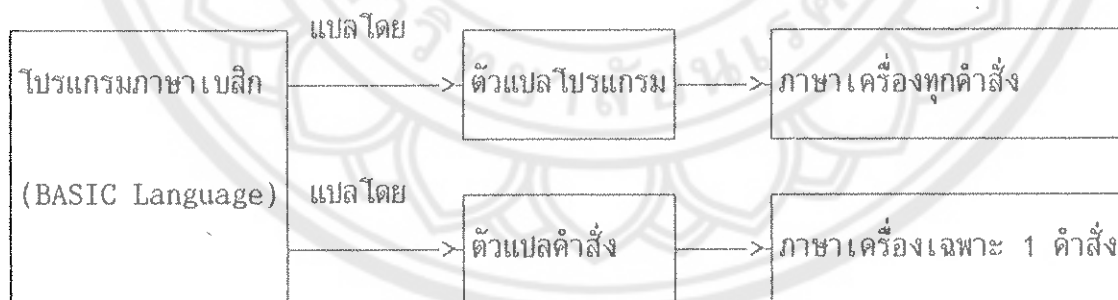 แปลโดย
โปรแกรมภาษาเบสิก ตัวแปลโปรแกรม ภาษาเครื่องทุกคำสั่ง
(BASIC Language) แปลโดย
ตัวแปลคำสั่ง ภาษาเครื่องเฉพาะ 1 คำสั่ง